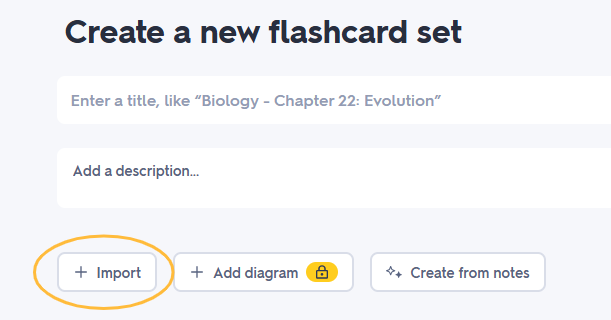 Create a new flashcard set
Enter a title, like “Biology - Chapter 22: Evolution”
Add a description...
+ Import + Add diagram Create from notes